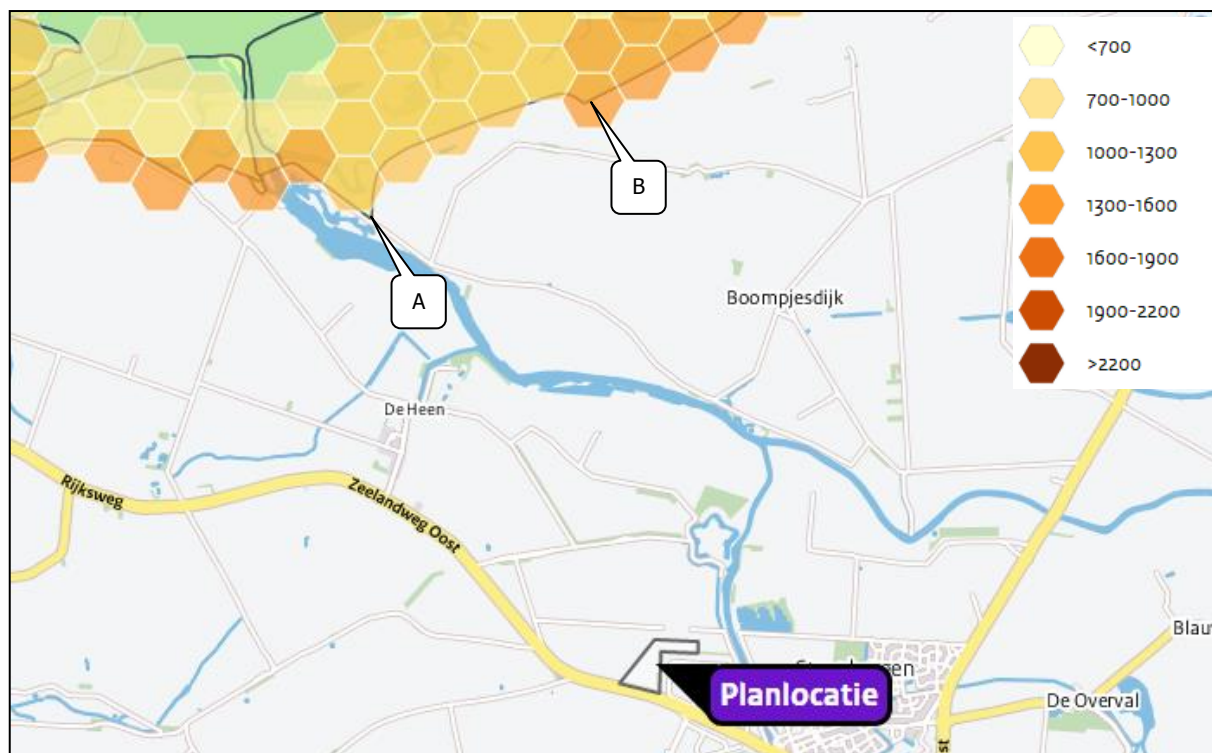 <700
700-1000
1000-1300
1300-1600
1600-1900
1900-2200
>2200
B
A
Boompjesdijk
De Heen
Rijksweg
Zeelandweg Oost
Planlocatie
De Overval